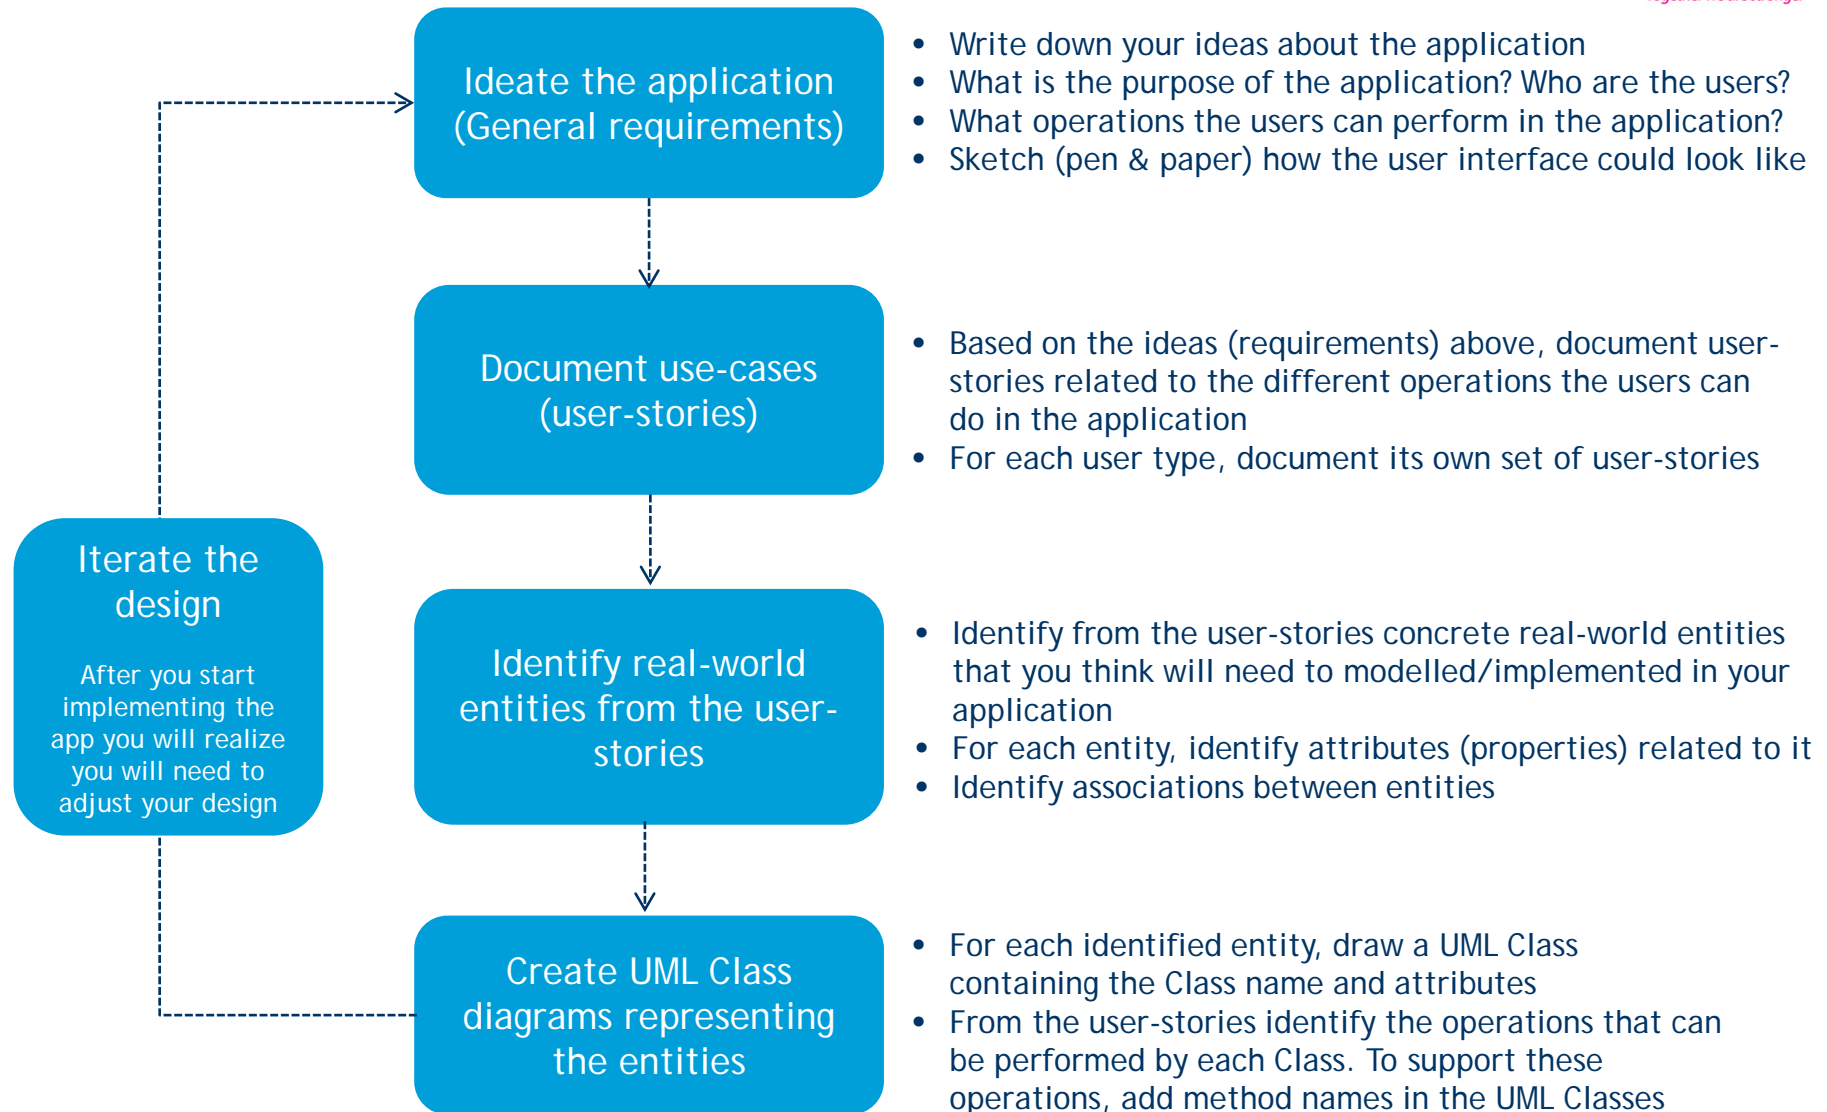 Ideate the application
(General requirements)
• Write down your ideas about the application
• What is the purpose of the application? Who are the users?
• What operations the users can perform in the application?
• Sketch (pen & paper) how the user interface could look like
Document use-cases
(user-stories)
• Based on the ideas (requirements) above, document user-
stories related to the different operations the users can
do in the application
• For each user type, document its own set of user-stories
Iterate the
design
After you start
implementing the
app you will realize
you will need to
adjust your design
Identify real-world
entities from the user-
stories
• Identify from the user-stories concrete real-world entities
that you think will need to modelled/implemented in your
application
• For each entity, identify attributes (properties) related to it
• Identify associations between entities
Create UML Class
diagrams representing
the entities
• For each identified entity, draw a UML Class
containing the Class name and attributes
• From the user-stories identify the operations that can
be performed by each Class. To support these
operations, add method names in the UML Classes